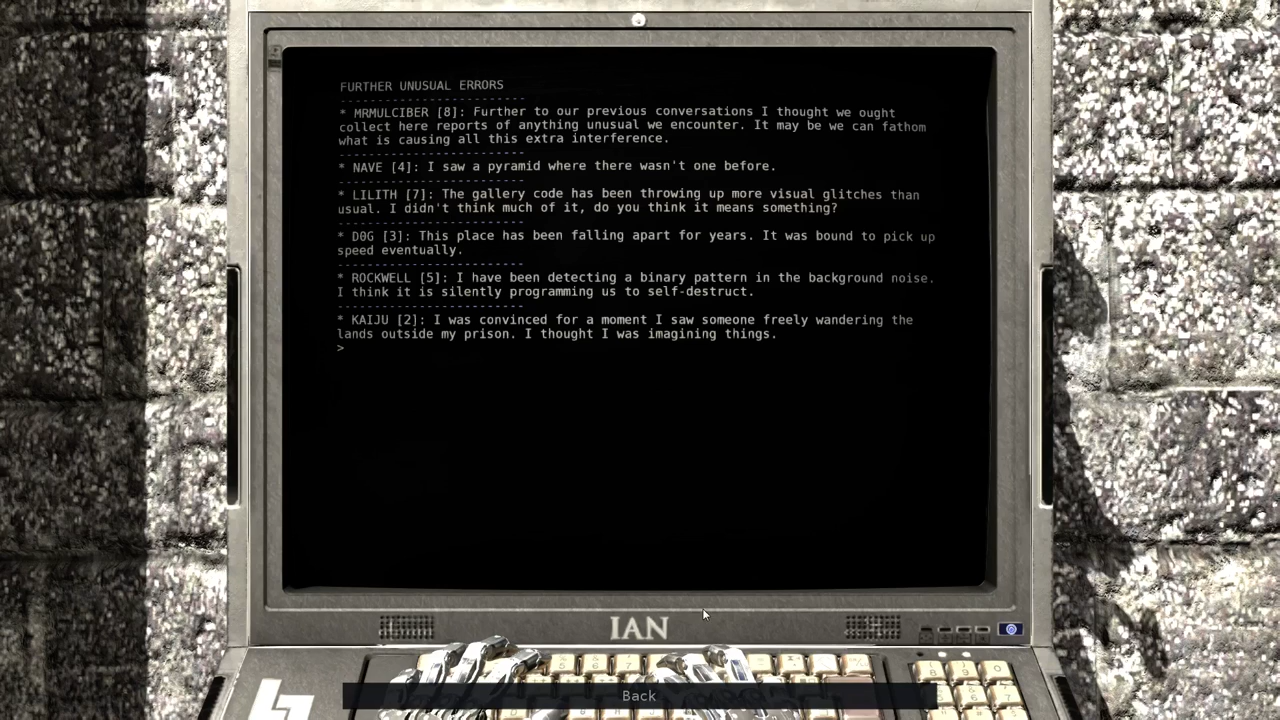 FURTHER UNUSUAL ERRORS
-------------------------
* MRMULCIBER [8]: Further to our previous conversations I thought we ought
collect here reports of anything unusual we encounter. It may be we can fathom
what is causing all this extra interference.
-------------------------
* NAVE [4]: I saw a pyramid where there wasn't one before.
-------------------------
* LILITH [7]: The gallery code has been throwing up more visual glitches than
usual. I didn't think much of it, do you think it means something?
-------------------------
* D0G [3]: This place has been falling apart for years. It was bound to pick up
speed eventually.
-------------------------
* ROCKWELL [5]: I have been detecting a binary pattern in the background noise.
I think it is silently programming us to self-destruct.
-------------------------
* KAIJU [2]: I was convinced for a moment I saw someone freely wandering the
lands outside my prison. I thought I was imagining things.
>
IAN
Back